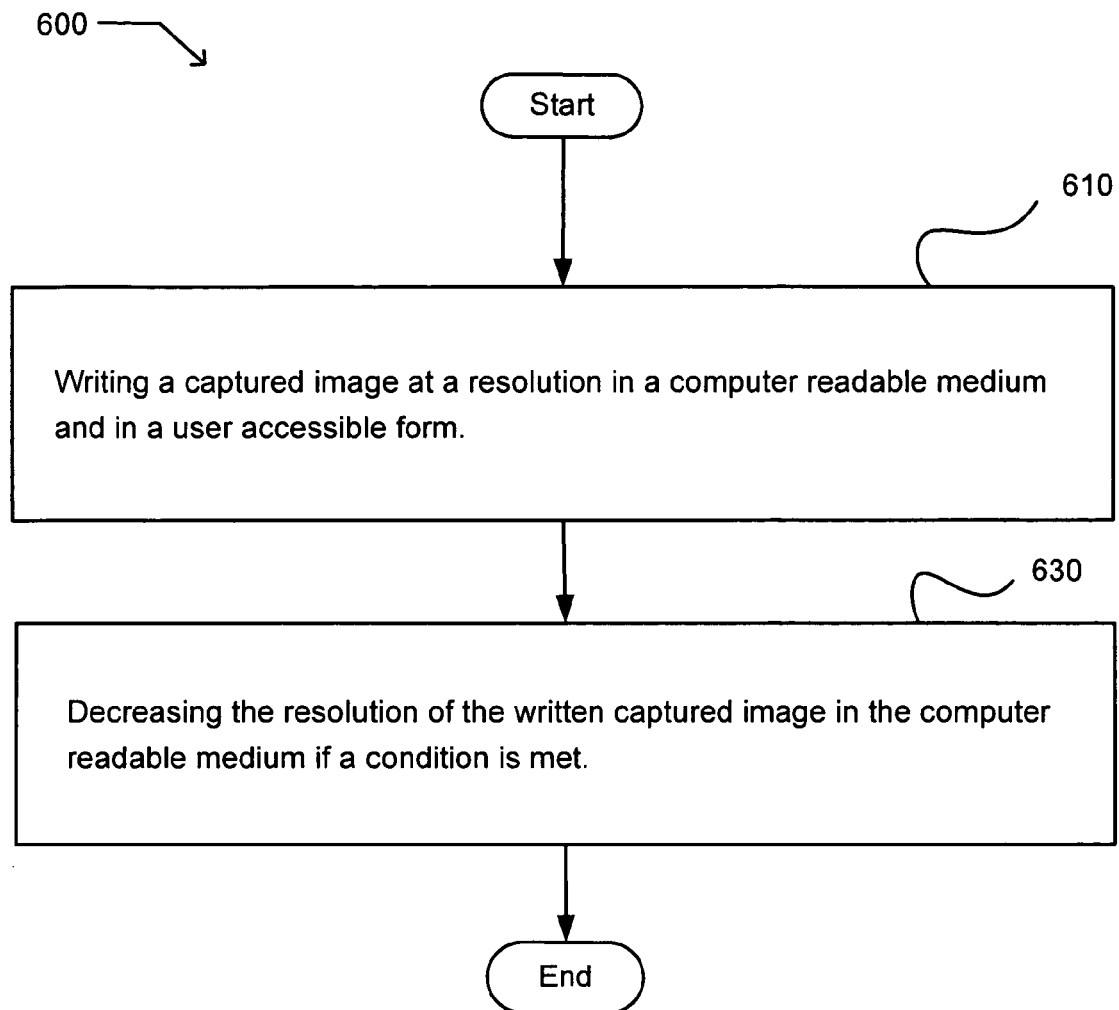 600
Start
610
Writing a captured image at a resolution in a computer readable medium
and in a user accessible form.
630
Decreasing the resolution of the written captured image in the computer
readable medium if a condition is met.
End